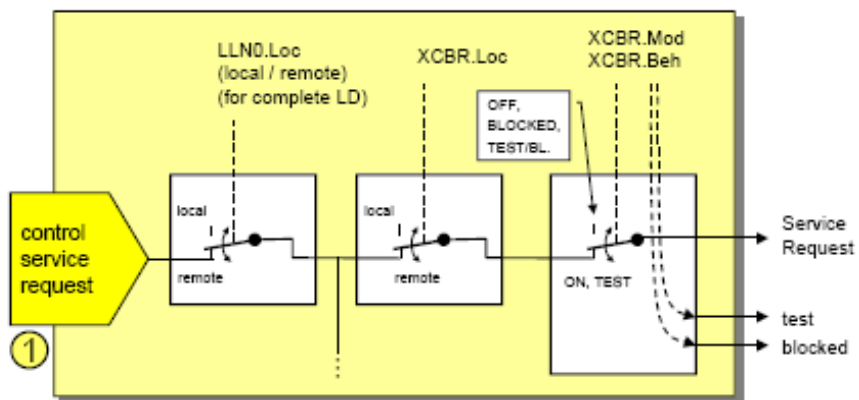 LLN0.Loc
(local / remote)
(for complete LD)
XCBR.Loc
XCBR.Mod
XCBR.Beh
OFF,
BLOCKED,
TEST/BL.
control
service
request
local
remote
local
remote
ON, TEST
Service
Request
test
blocked
1